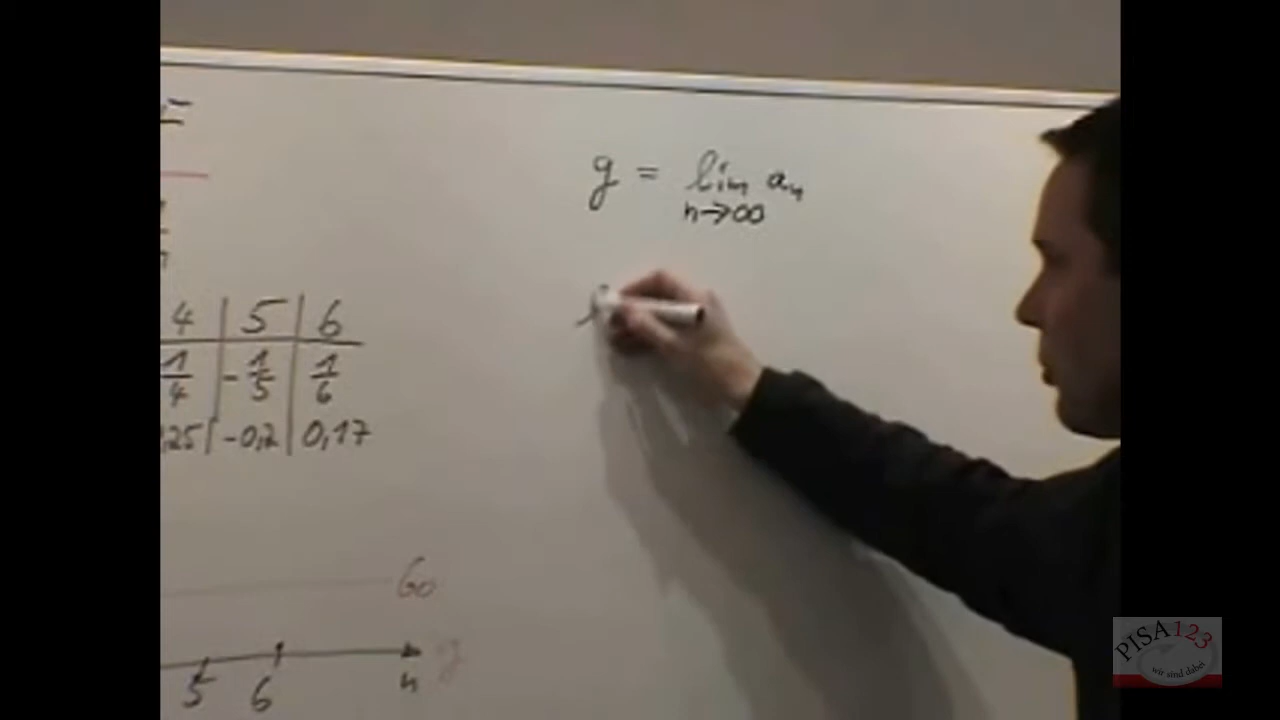 g = lim aₙ
n→∞
4 | 5 | 6
1/4 | -1/5 | 1/6
,25 | -0,2 | 0,17
Go
5 6 n
g
PISA123
wir sind dabei